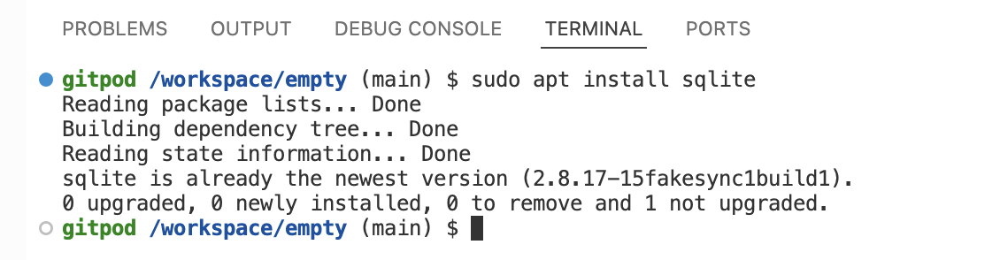 PROBLEMS OUTPUT DEBUG CONSOLE TERMINAL PORTS
gitpod /workspace/empty (main) $ sudo apt install sqlite
Reading package lists... Done
Building dependency tree... Done
Reading state information... Done
sqlite is already the newest version (2.8.17-15fakesync1build1).
0 upgraded, 0 newly installed, 0 to remove and 1 not upgraded.
gitpod /workspace/empty (main) $